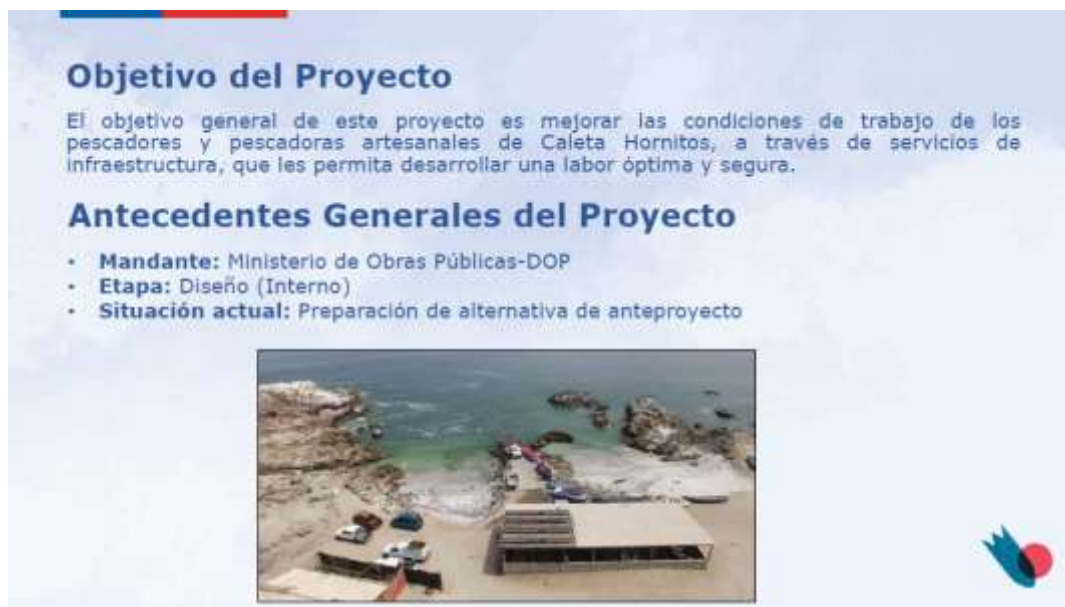 Objetivo del Proyecto
El objetivo general de este proyecto es mejorar las condiciones de trabajo de los
pescadores y pescadoras artesanales de Caleta Hornitos, a través de servicios de
infraestructura, que les permita desarrollar una labor óptima y segura.
Antecedentes Generales del Proyecto
• Mandante: Ministerio de Obras Públicas-DOP
• Etapa: Diseño (Interno)
• Situación actual: Preparación de alternativa de anteproyecto